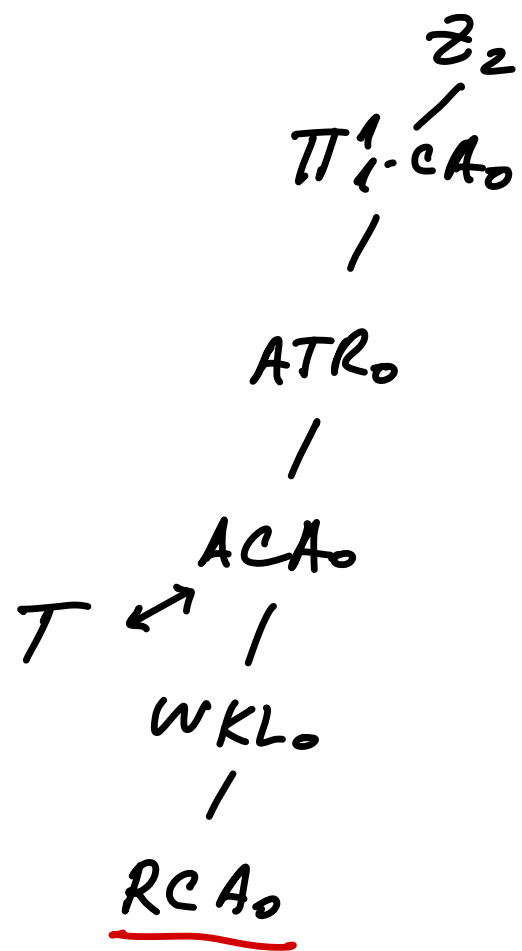 Z₂
Π¹₁-CA₀
ATR₀
ACA₀
T ↔
WKL₀
RCA₀